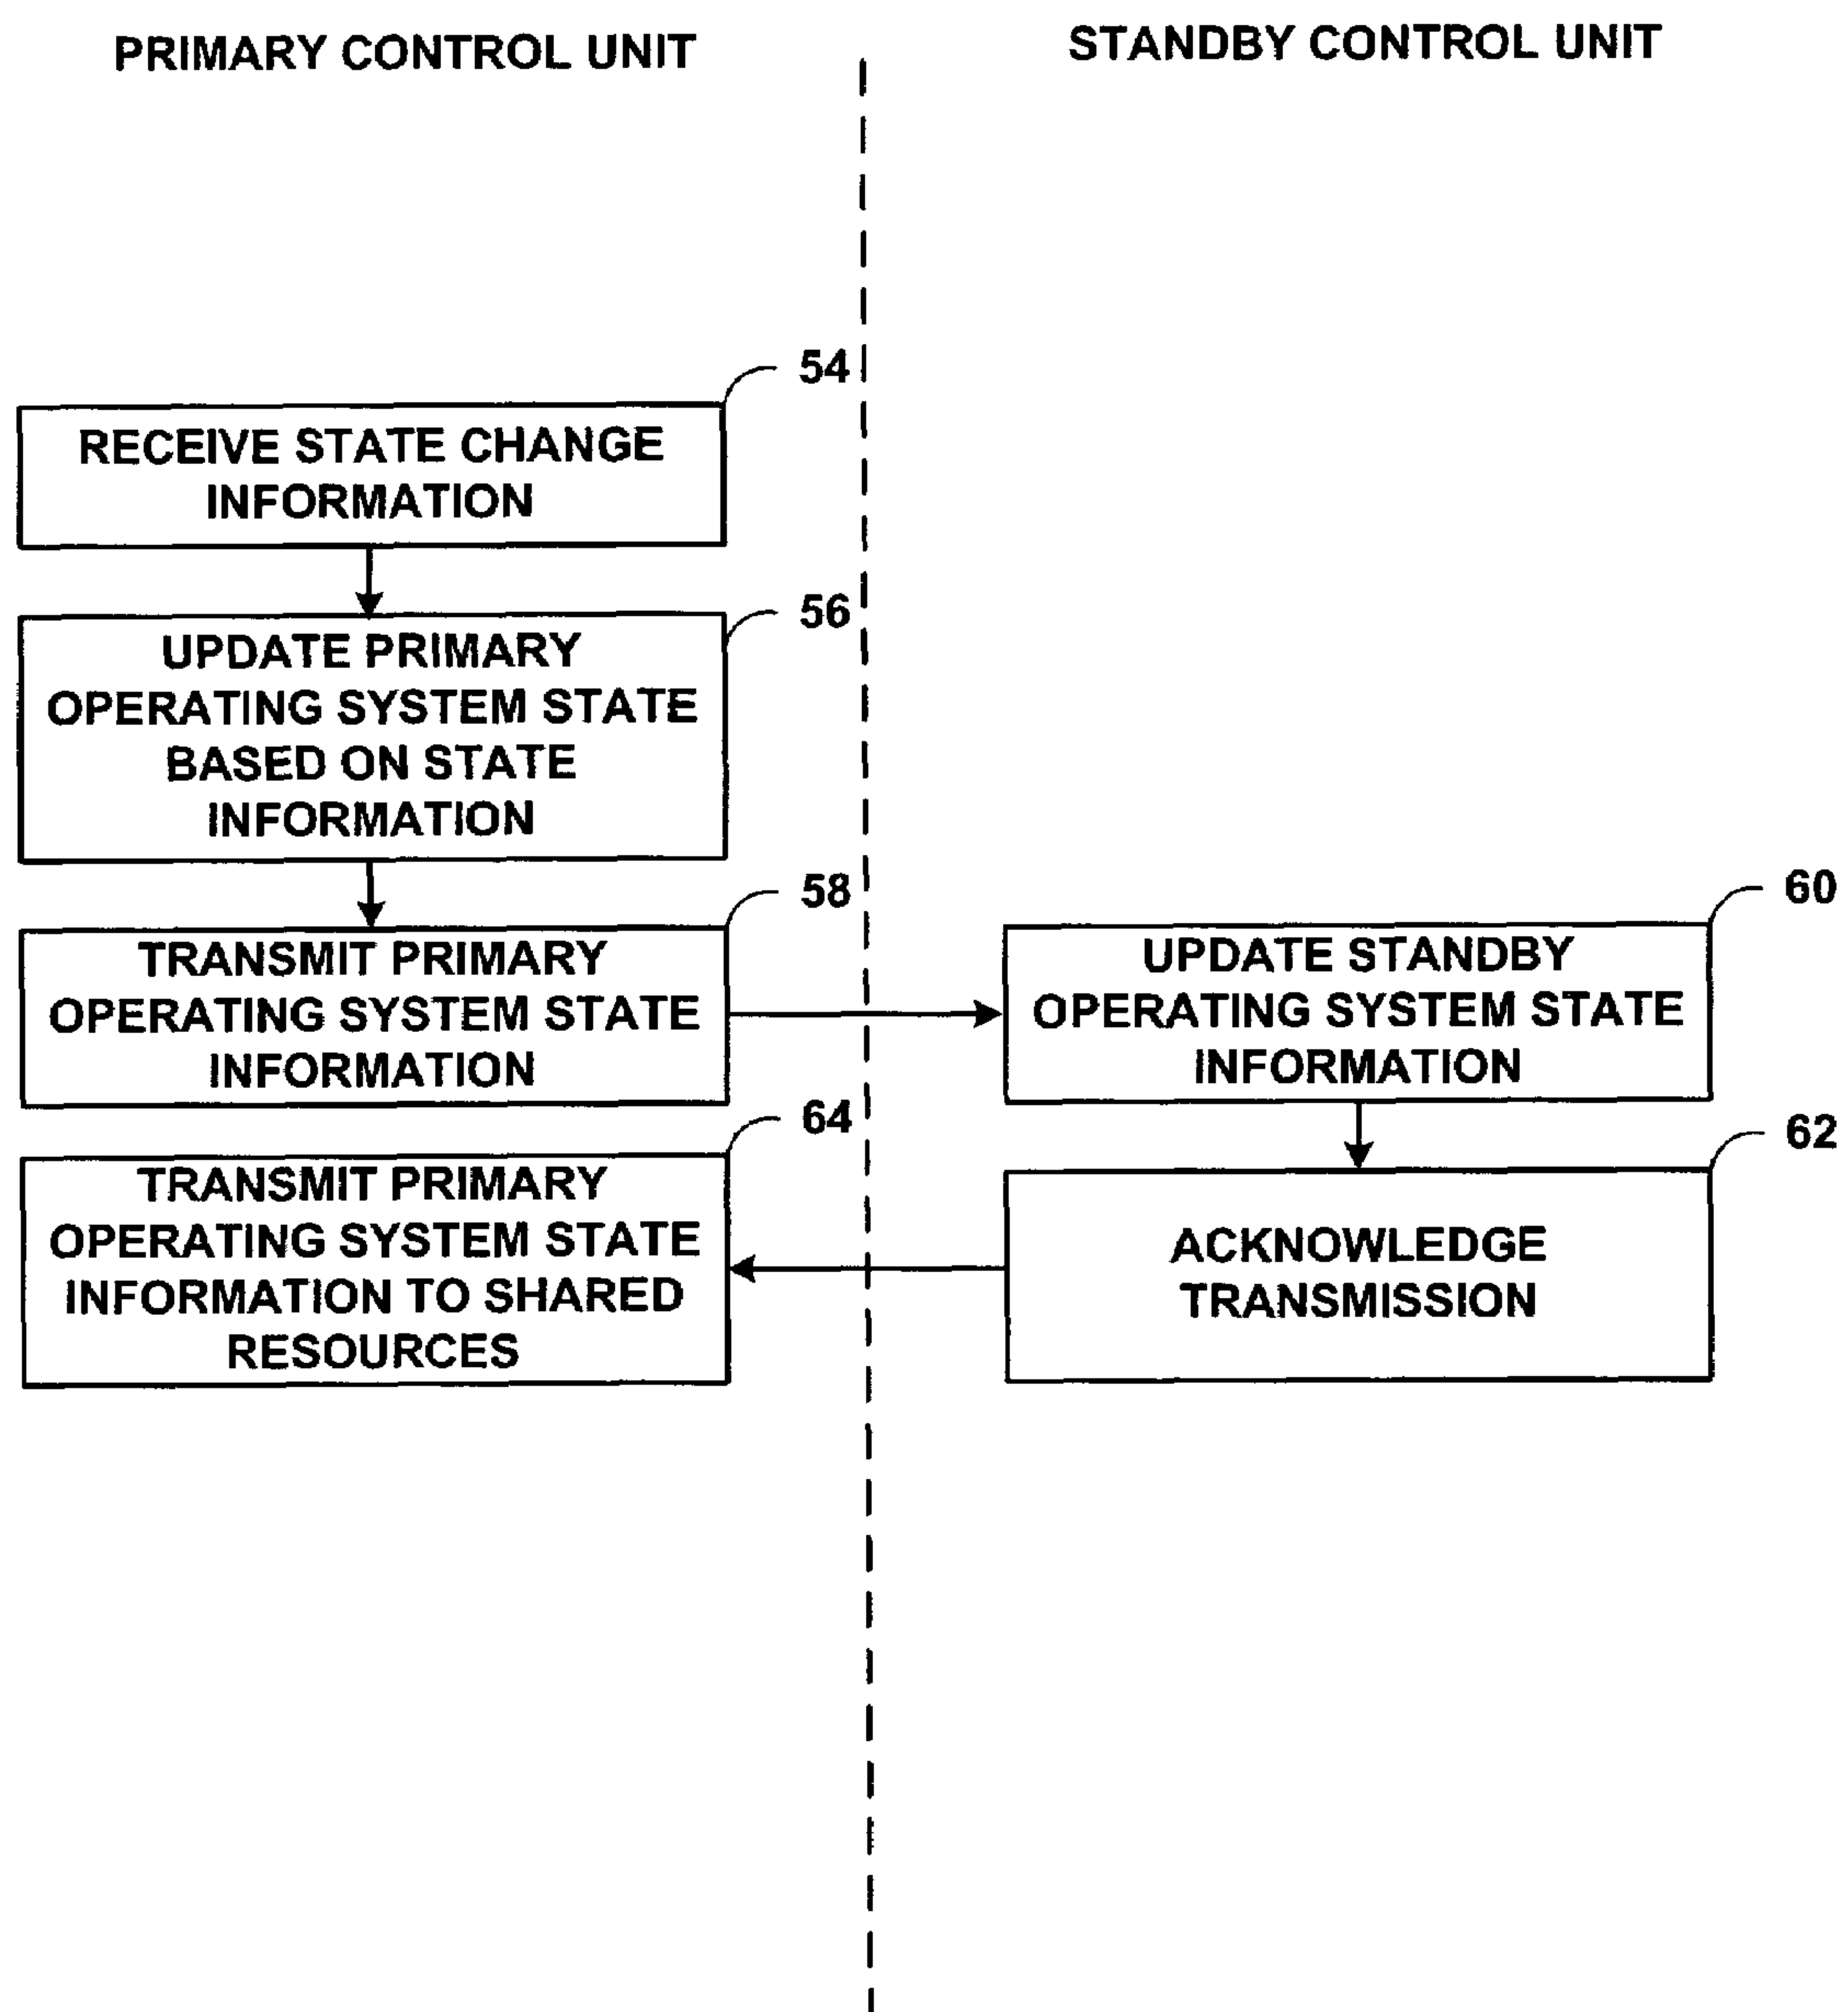 PRIMARY CONTROL UNIT
STANDBY CONTROL UNIT
54
RECEIVE STATE CHANGE
INFORMATION
56
UPDATE PRIMARY
OPERATING SYSTEM STATE
BASED ON STATE
INFORMATION
58
TRANSMIT PRIMARY
OPERATING SYSTEM STATE
INFORMATION
60
UPDATE STANDBY
OPERATING SYSTEM STATE
INFORMATION
62
ACKNOWLEDGE
TRANSMISSION
64
TRANSMIT PRIMARY
OPERATING SYSTEM STATE
INFORMATION TO SHARED
RESOURCES